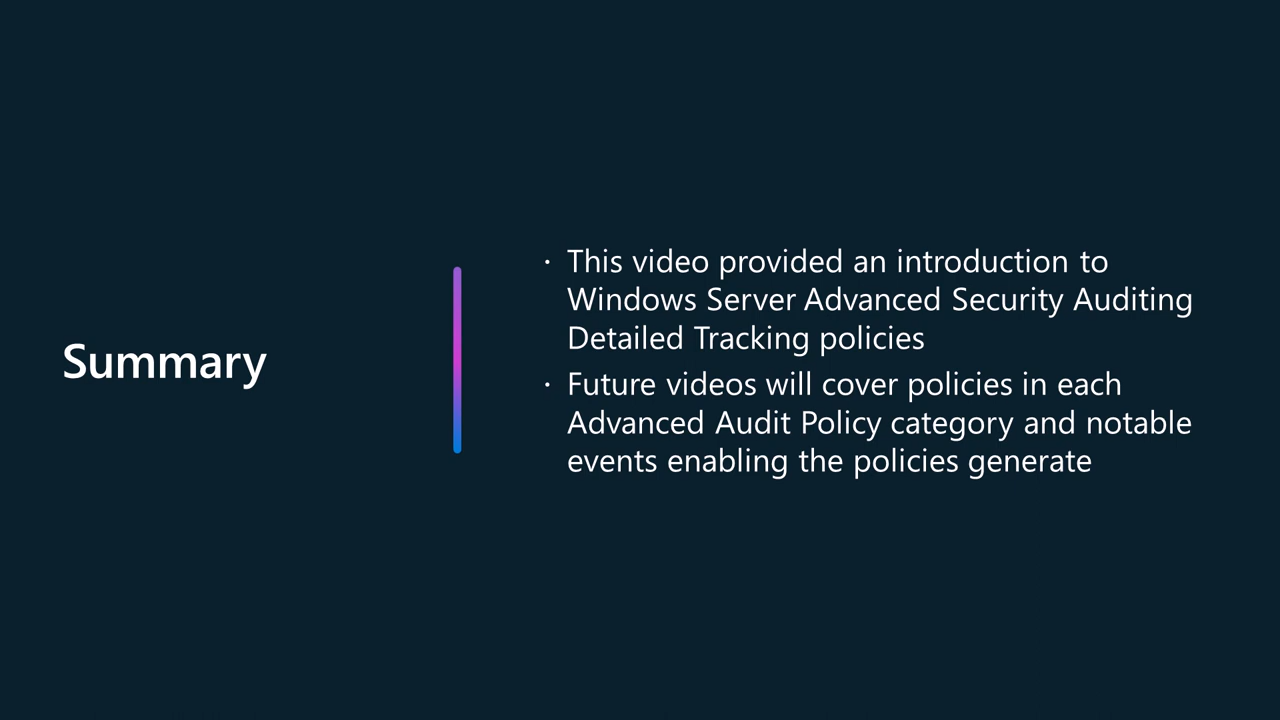 Summary
· This video provided an introduction to
Windows Server Advanced Security Auditing
Detailed Tracking policies
· Future videos will cover policies in each
Advanced Audit Policy category and notable
events enabling the policies generate